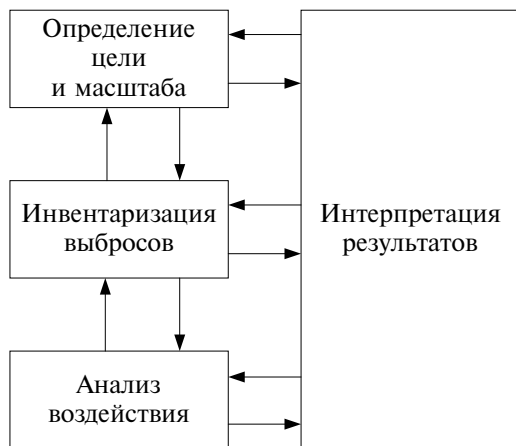 Определение
цели
и масштаба
Инвентаризация
выбросов
Интерпретация
результатов
Анализ
воздействия